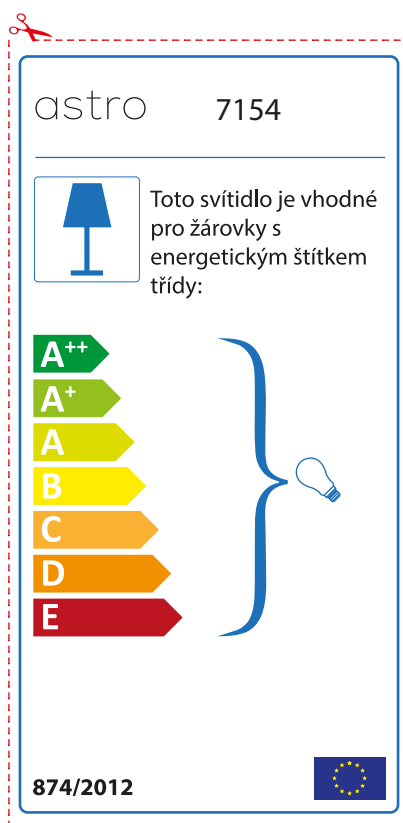 astro 7154
Toto svítidlo je vhodné
pro žárovky s
energetickým štítkem
třídy:
A++
A+
A
B
C
D
E
874/2012